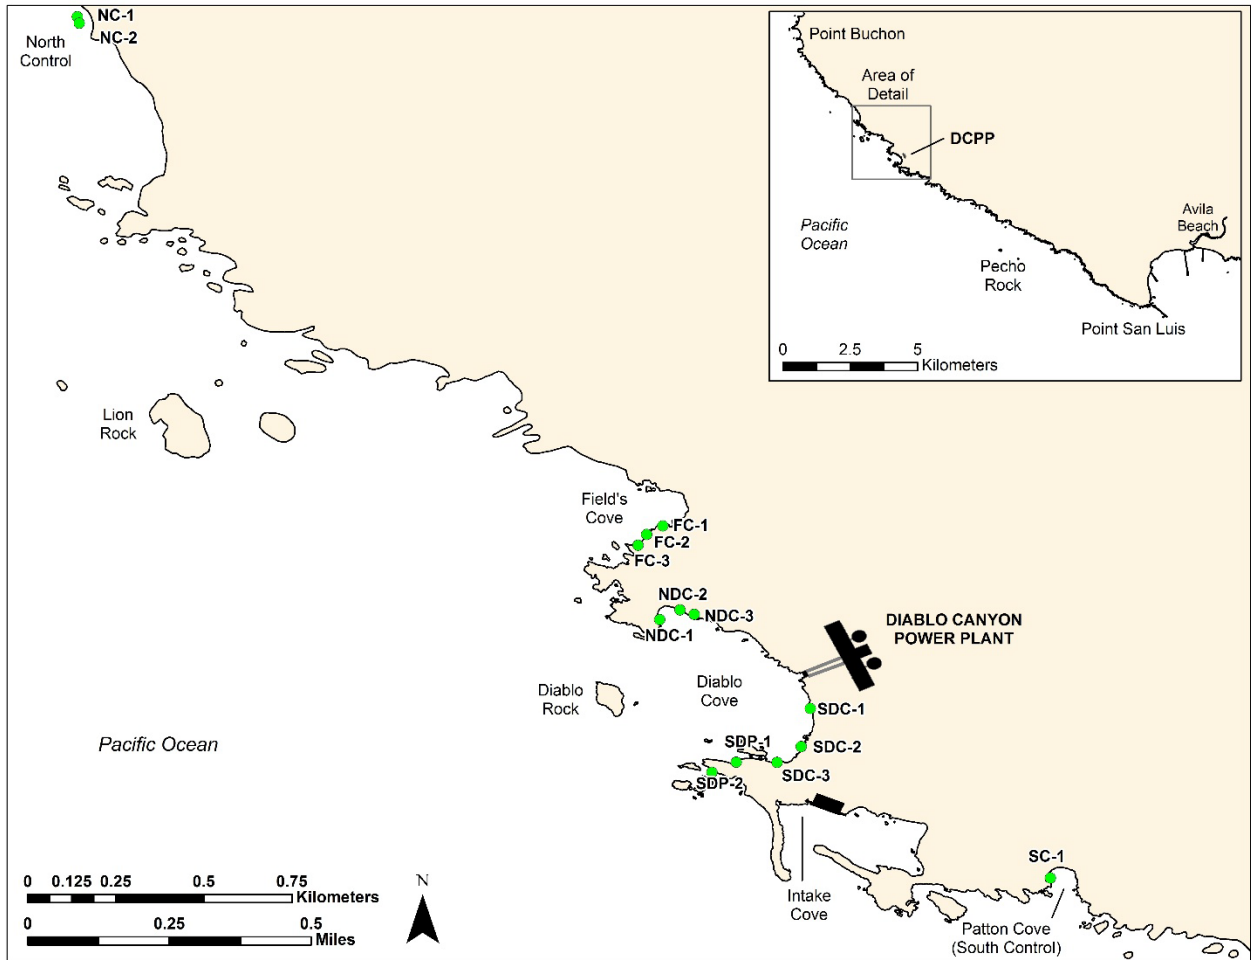 NC-1
NC-2
North
Control
Point Buchon
Area of
Detail
DCPP
Pacific
Ocean
Avila
Beach
Pecho
Rock
Point San Luis
0 2.5 5
Kilometers
Lion
Rock
Field's
Cove
FC-1
FC-2
FC-3
NDC-2
NDC-3
NDC-1
DIABLO CANYON
POWER PLANT
Diablo
Rock
Diablo
Cove
SDC-1
SDP-1
SDC-2
SDP-2
SDC-3
Pacific Ocean
SC-1
Intake
Cove
Patton Cove
(South Control)
0 0.125 0.25 0.5 0.75
Kilometers
0 0.25 0.5
Miles
N